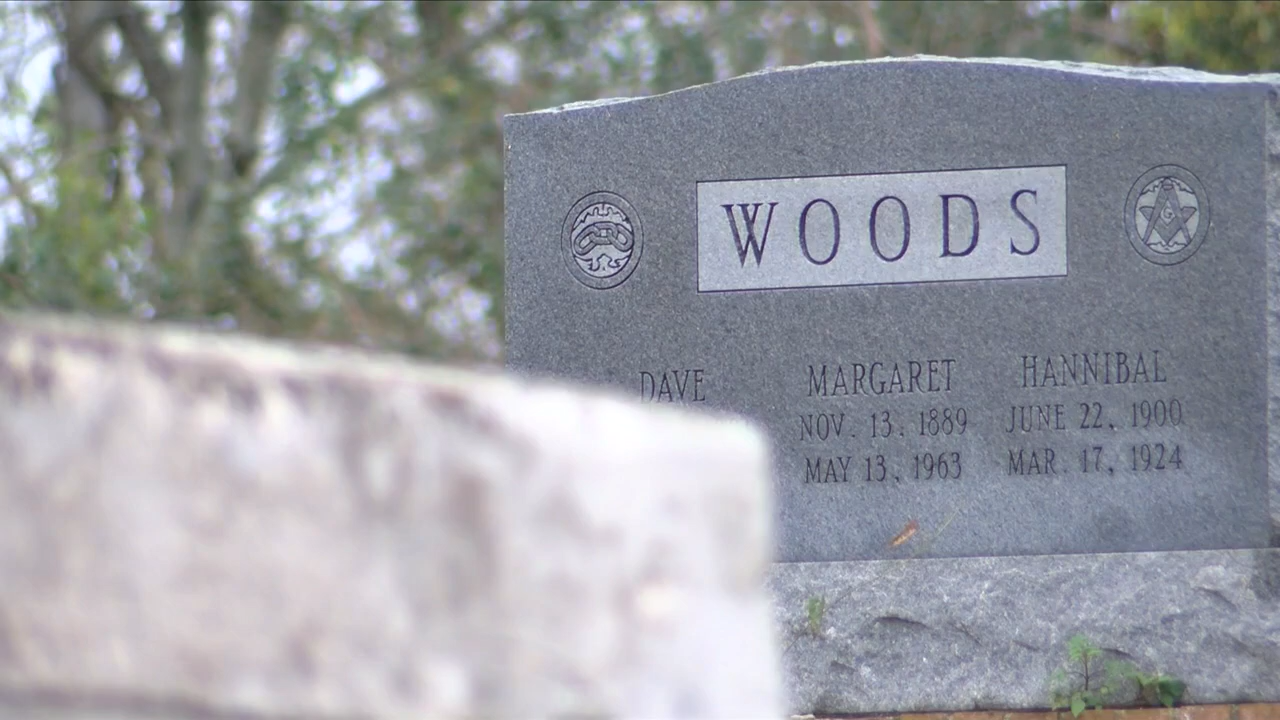 WOODS
DAVE MARGARET HANNIBAL
NOV. 13, 1889 JUNE 22, 1900
MAY 13, 1963 MAR. 17, 1924
G